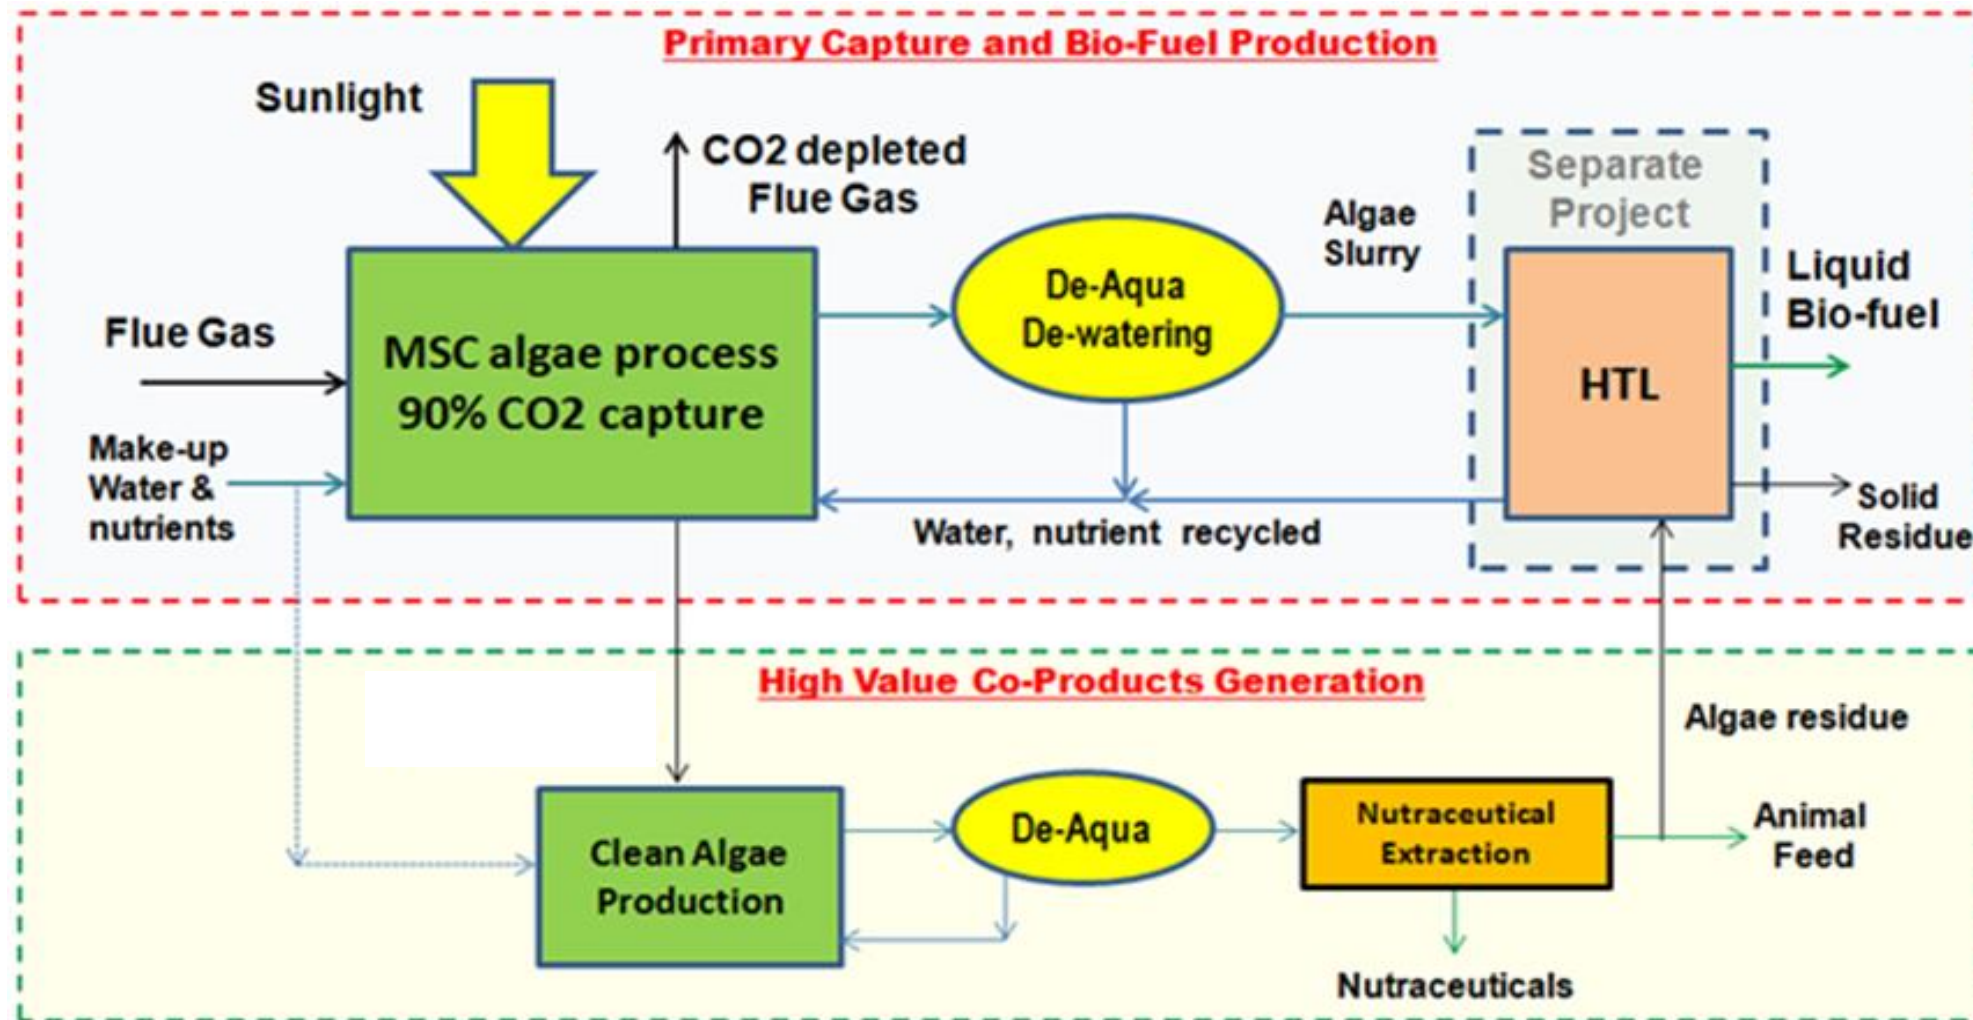 Primary Capture and Bio-Fuel Production
Sunlight
CO2 depleted
Flue Gas
Separate
Project
Algae
Slurry
De-Aqua
De-watering
Liquid
Bio-fuel
Flue Gas
MSC algae process
90% CO2 capture
HTL
Make-up
Water &
nutrients
Water, nutrient recycled
Solid
Residue
High Value Co-Products Generation
Algae residue
Clean Algae
Production
De-Aqua
Nutraceutical
Extraction
Animal
Feed
Nutraceuticals